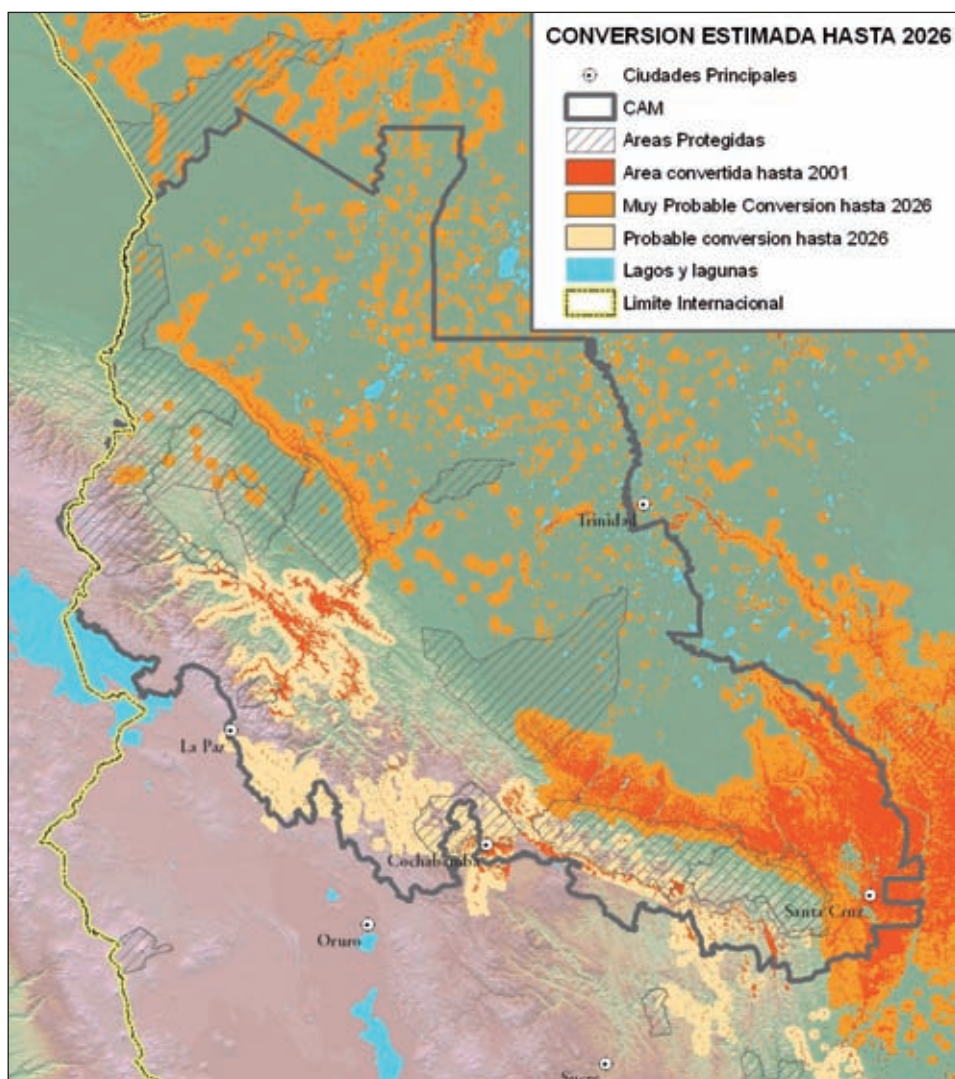 CONVERSION ESTIMADA HASTA 2026
Ciudades Principales
CAM
Areas Protegidas
Area convertida hasta 2001
Muy Probable Conversion hasta 2026
Probable conversion hasta 2026
Lagos y lagunas
Limite Internacional
Trinidad
La Paz
Cochabamba
Santa Cruz
Oruro
Sucre